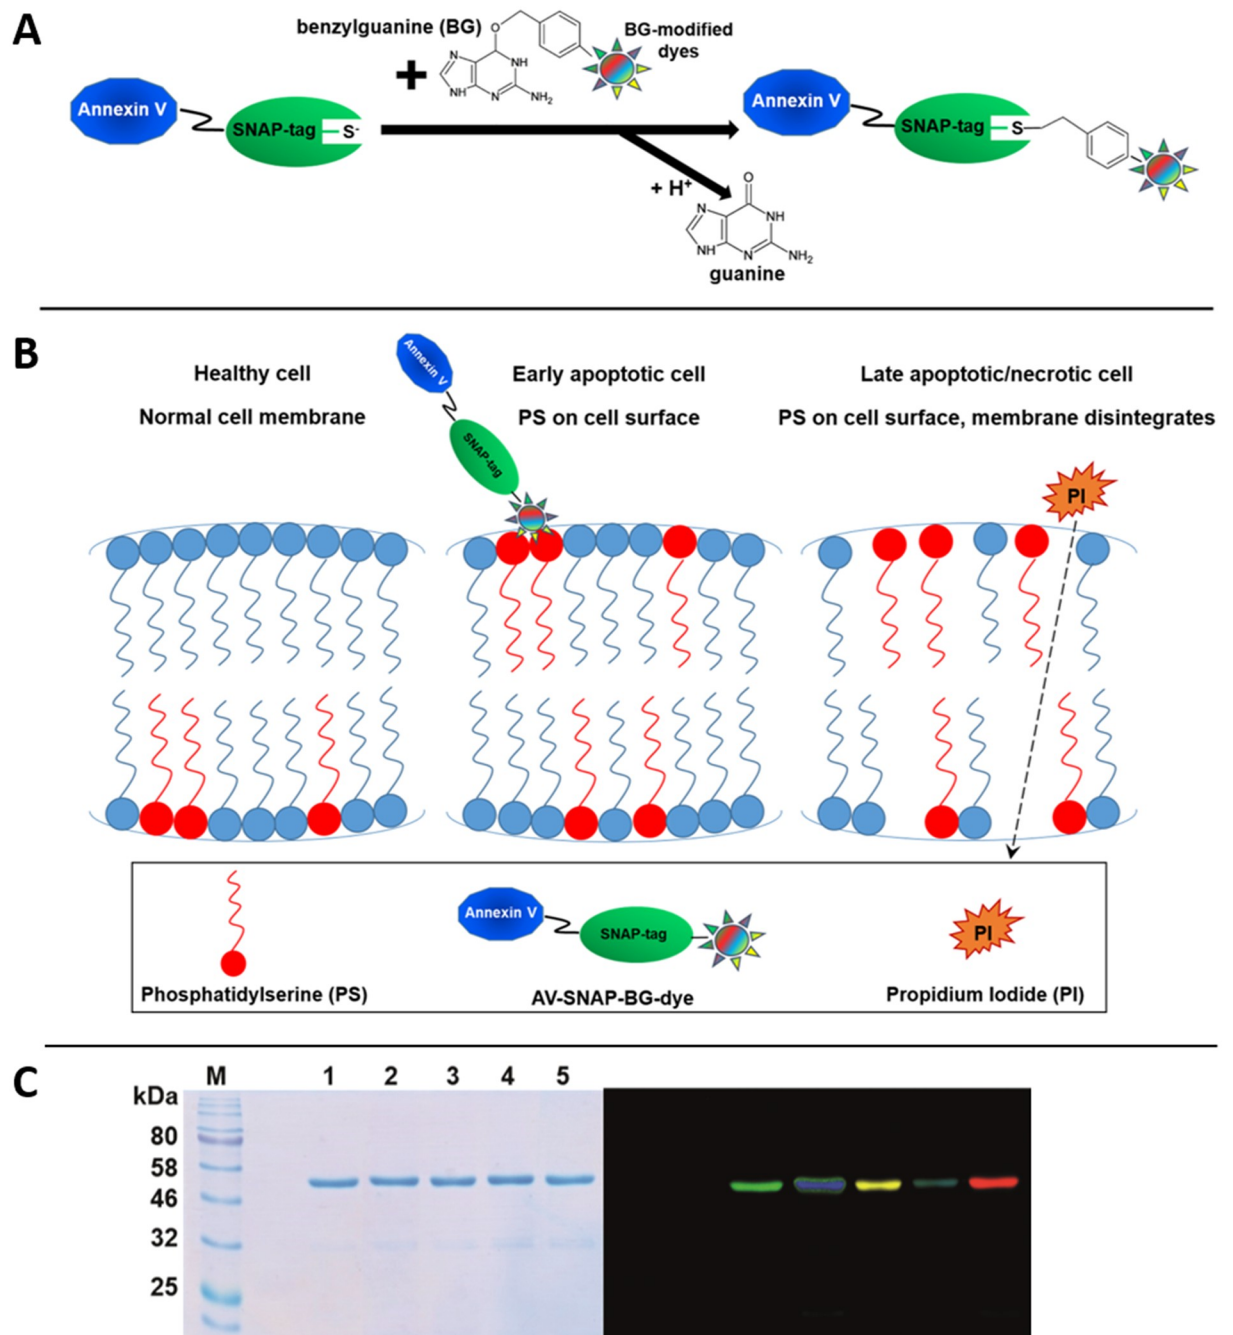 A
benzylguanine (BG)
BG-modified
dyes
+
O
N
NH
NH
N
NH₂
Annexin V
SNAP-tag
S-
Annexin V
SNAP-tag
S
+ H⁺
O
N
NH
NH
N
NH₂
guanine
B
Healthy cell
Normal cell membrane
Annexin V
SNAP-tag
Early apoptotic cell
PS on cell surface
Late apoptotic/necrotic cell
PS on cell surface, membrane disintegrates
PI
Annexin V
SNAP-tag
PI
Phosphatidylserine (PS)
AV-SNAP-BG-dye
Propidium Iodide (PI)
C
M 1 2 3 4 5
kDa
80
58
46
32
25